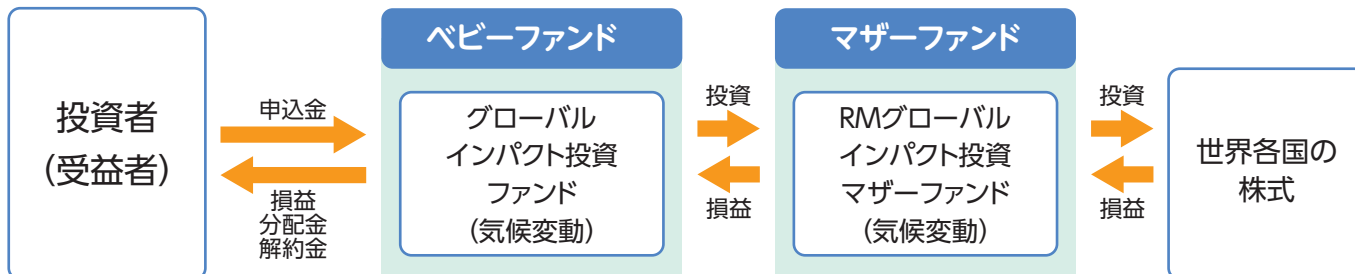 投資者
(受益者)
申込金
損益
分配金
解約金
ベビーファンド
グローバル
インパクト投資
ファンド
(気候変動)
投資
損益
マザーファンド
RMグローバル
インパクト投資
マザーファンド
(気候変動)
投資
損益
世界各国の
株式